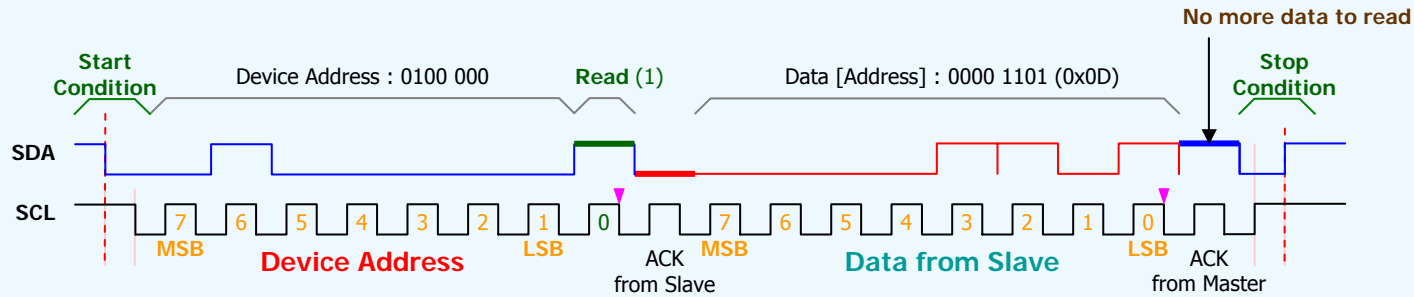 No more data to read
Start
Condition
Device Address : 0100 000
Read (1)
Data [Address] : 0000 1101 (0x0D)
Stop
Condition
SDA
SCL
7 6 5 4 3 2 1 0 7 6 5 4 3 2 1 0
MSB LSB MSB LSB
Device Address
ACK
from Slave
Data from Slave
ACK
from Master